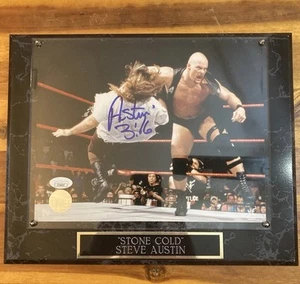 Austin
3:16
"STONE COLD"
STEVE AUSTIN